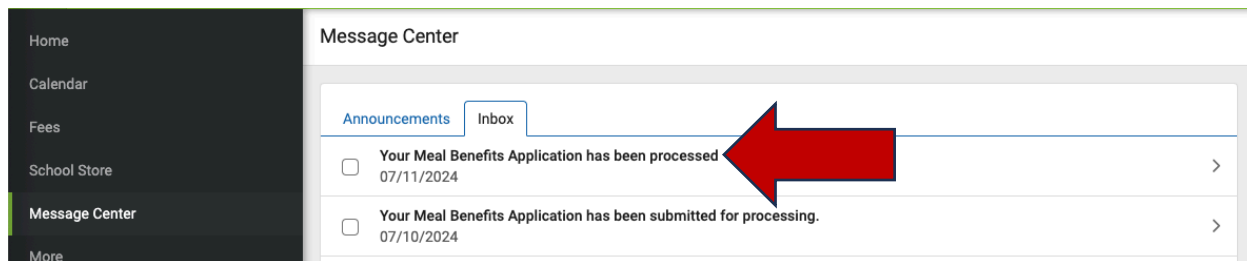 Home
Calendar
Fees
School Store
Message Center
More
Message Center
Announcements Inbox
Your Meal Benefits Application has been processed
07/11/2024
Your Meal Benefits Application has been submitted for processing.
07/10/2024